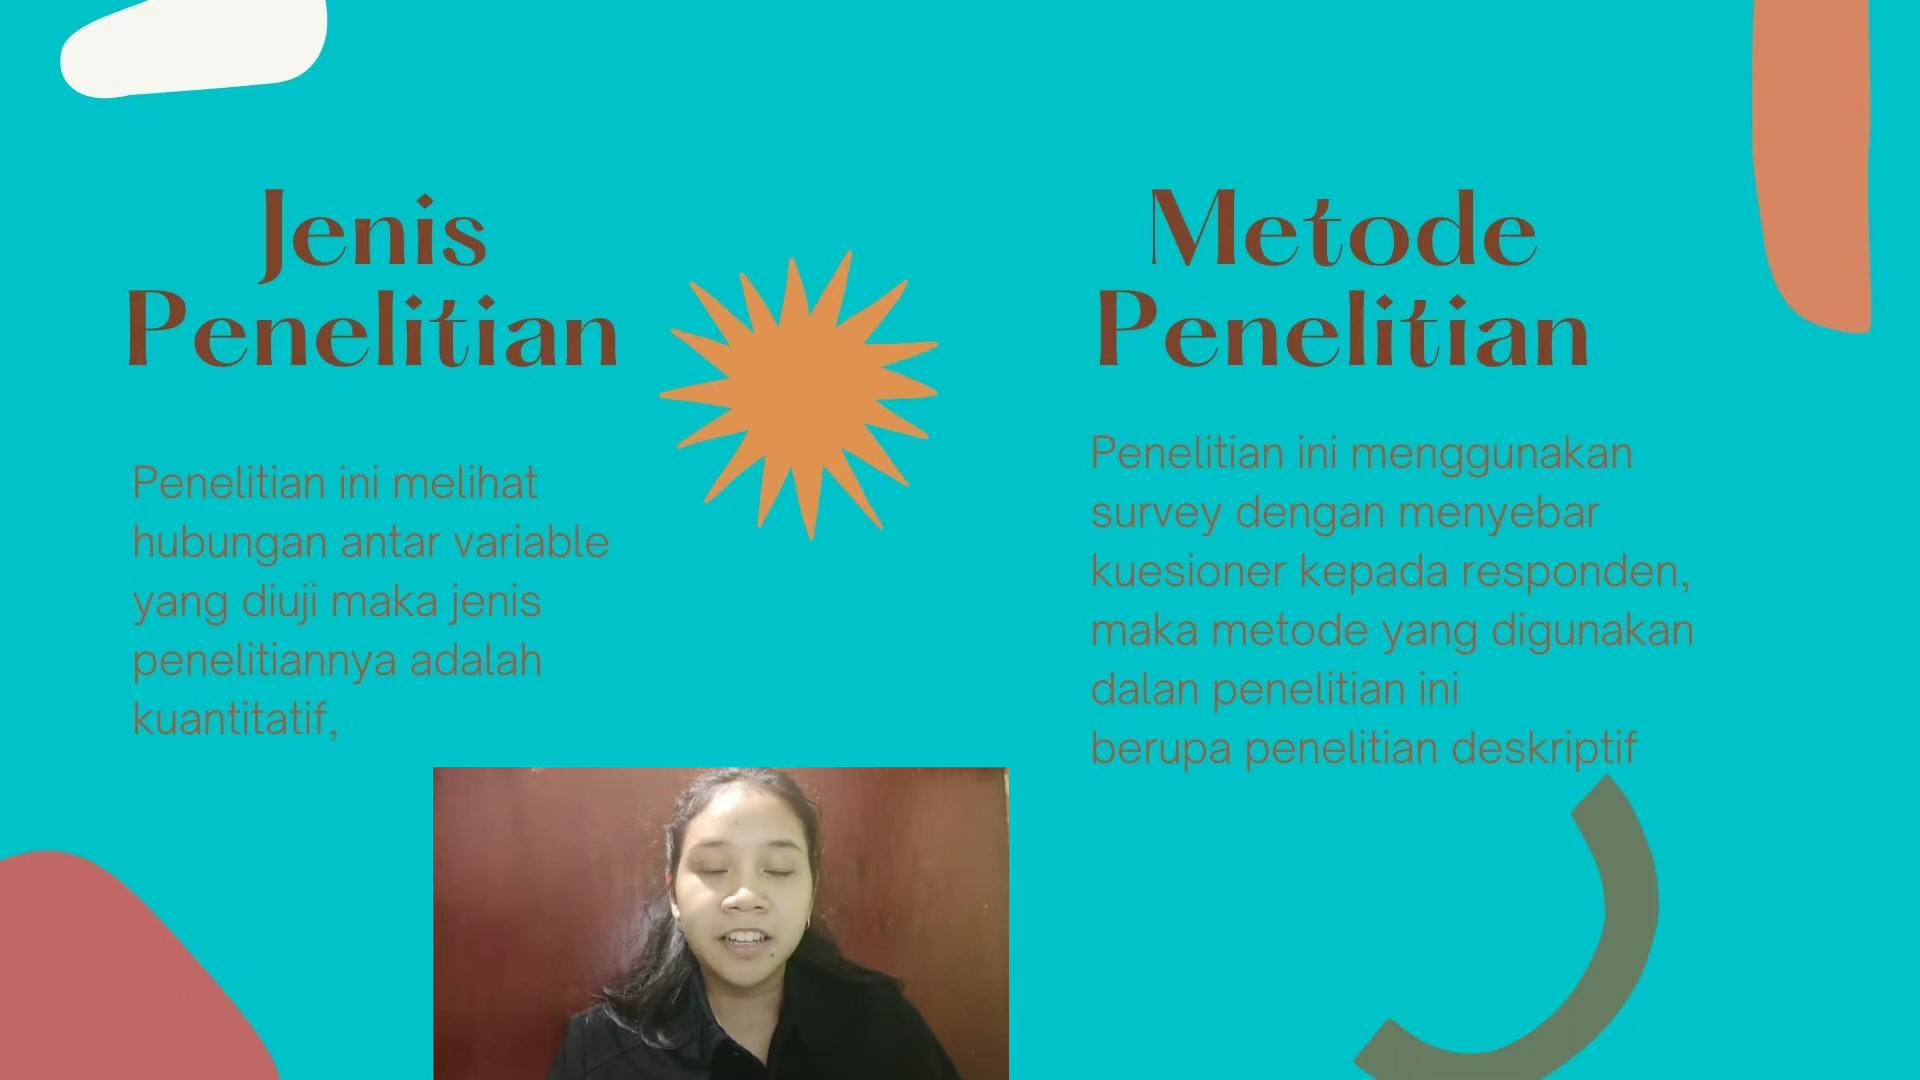 Jenis
Penelitian
Penelitian ini melihat
hubungan antar variable
yang diuji maka jenis
penelitiannya adalah
kuantitatif,
Metode
Penelitian
Penelitian ini menggunakan
survey dengan menyebar
kuesioner kepada responden,
maka metode yang digunakan
dalan penelitian ini
berupa penelitian deskriptif